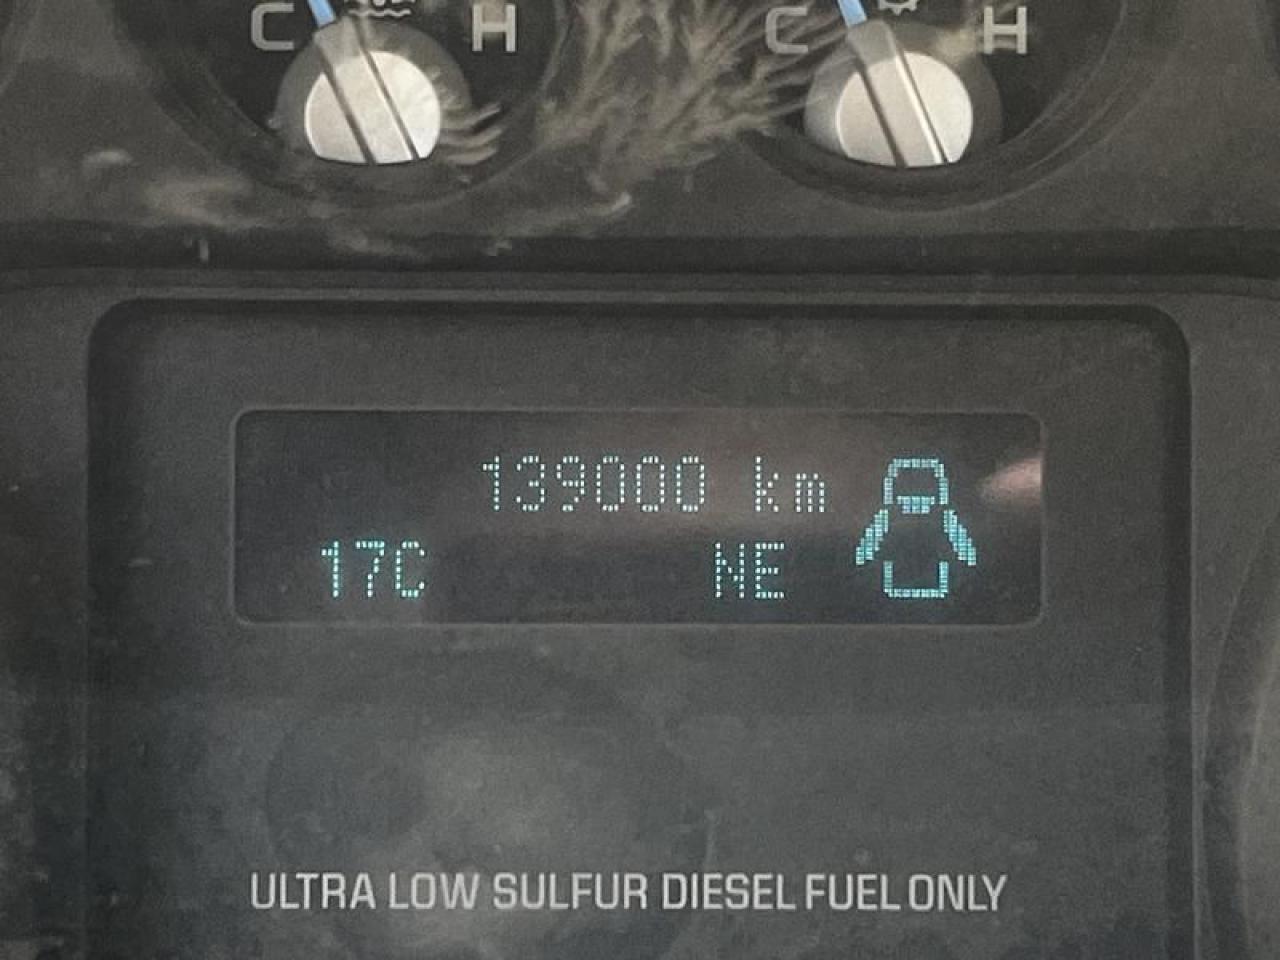 C H C H
139000 km
17C NE
ULTRA LOW SULFUR DIESEL FUEL ONLY